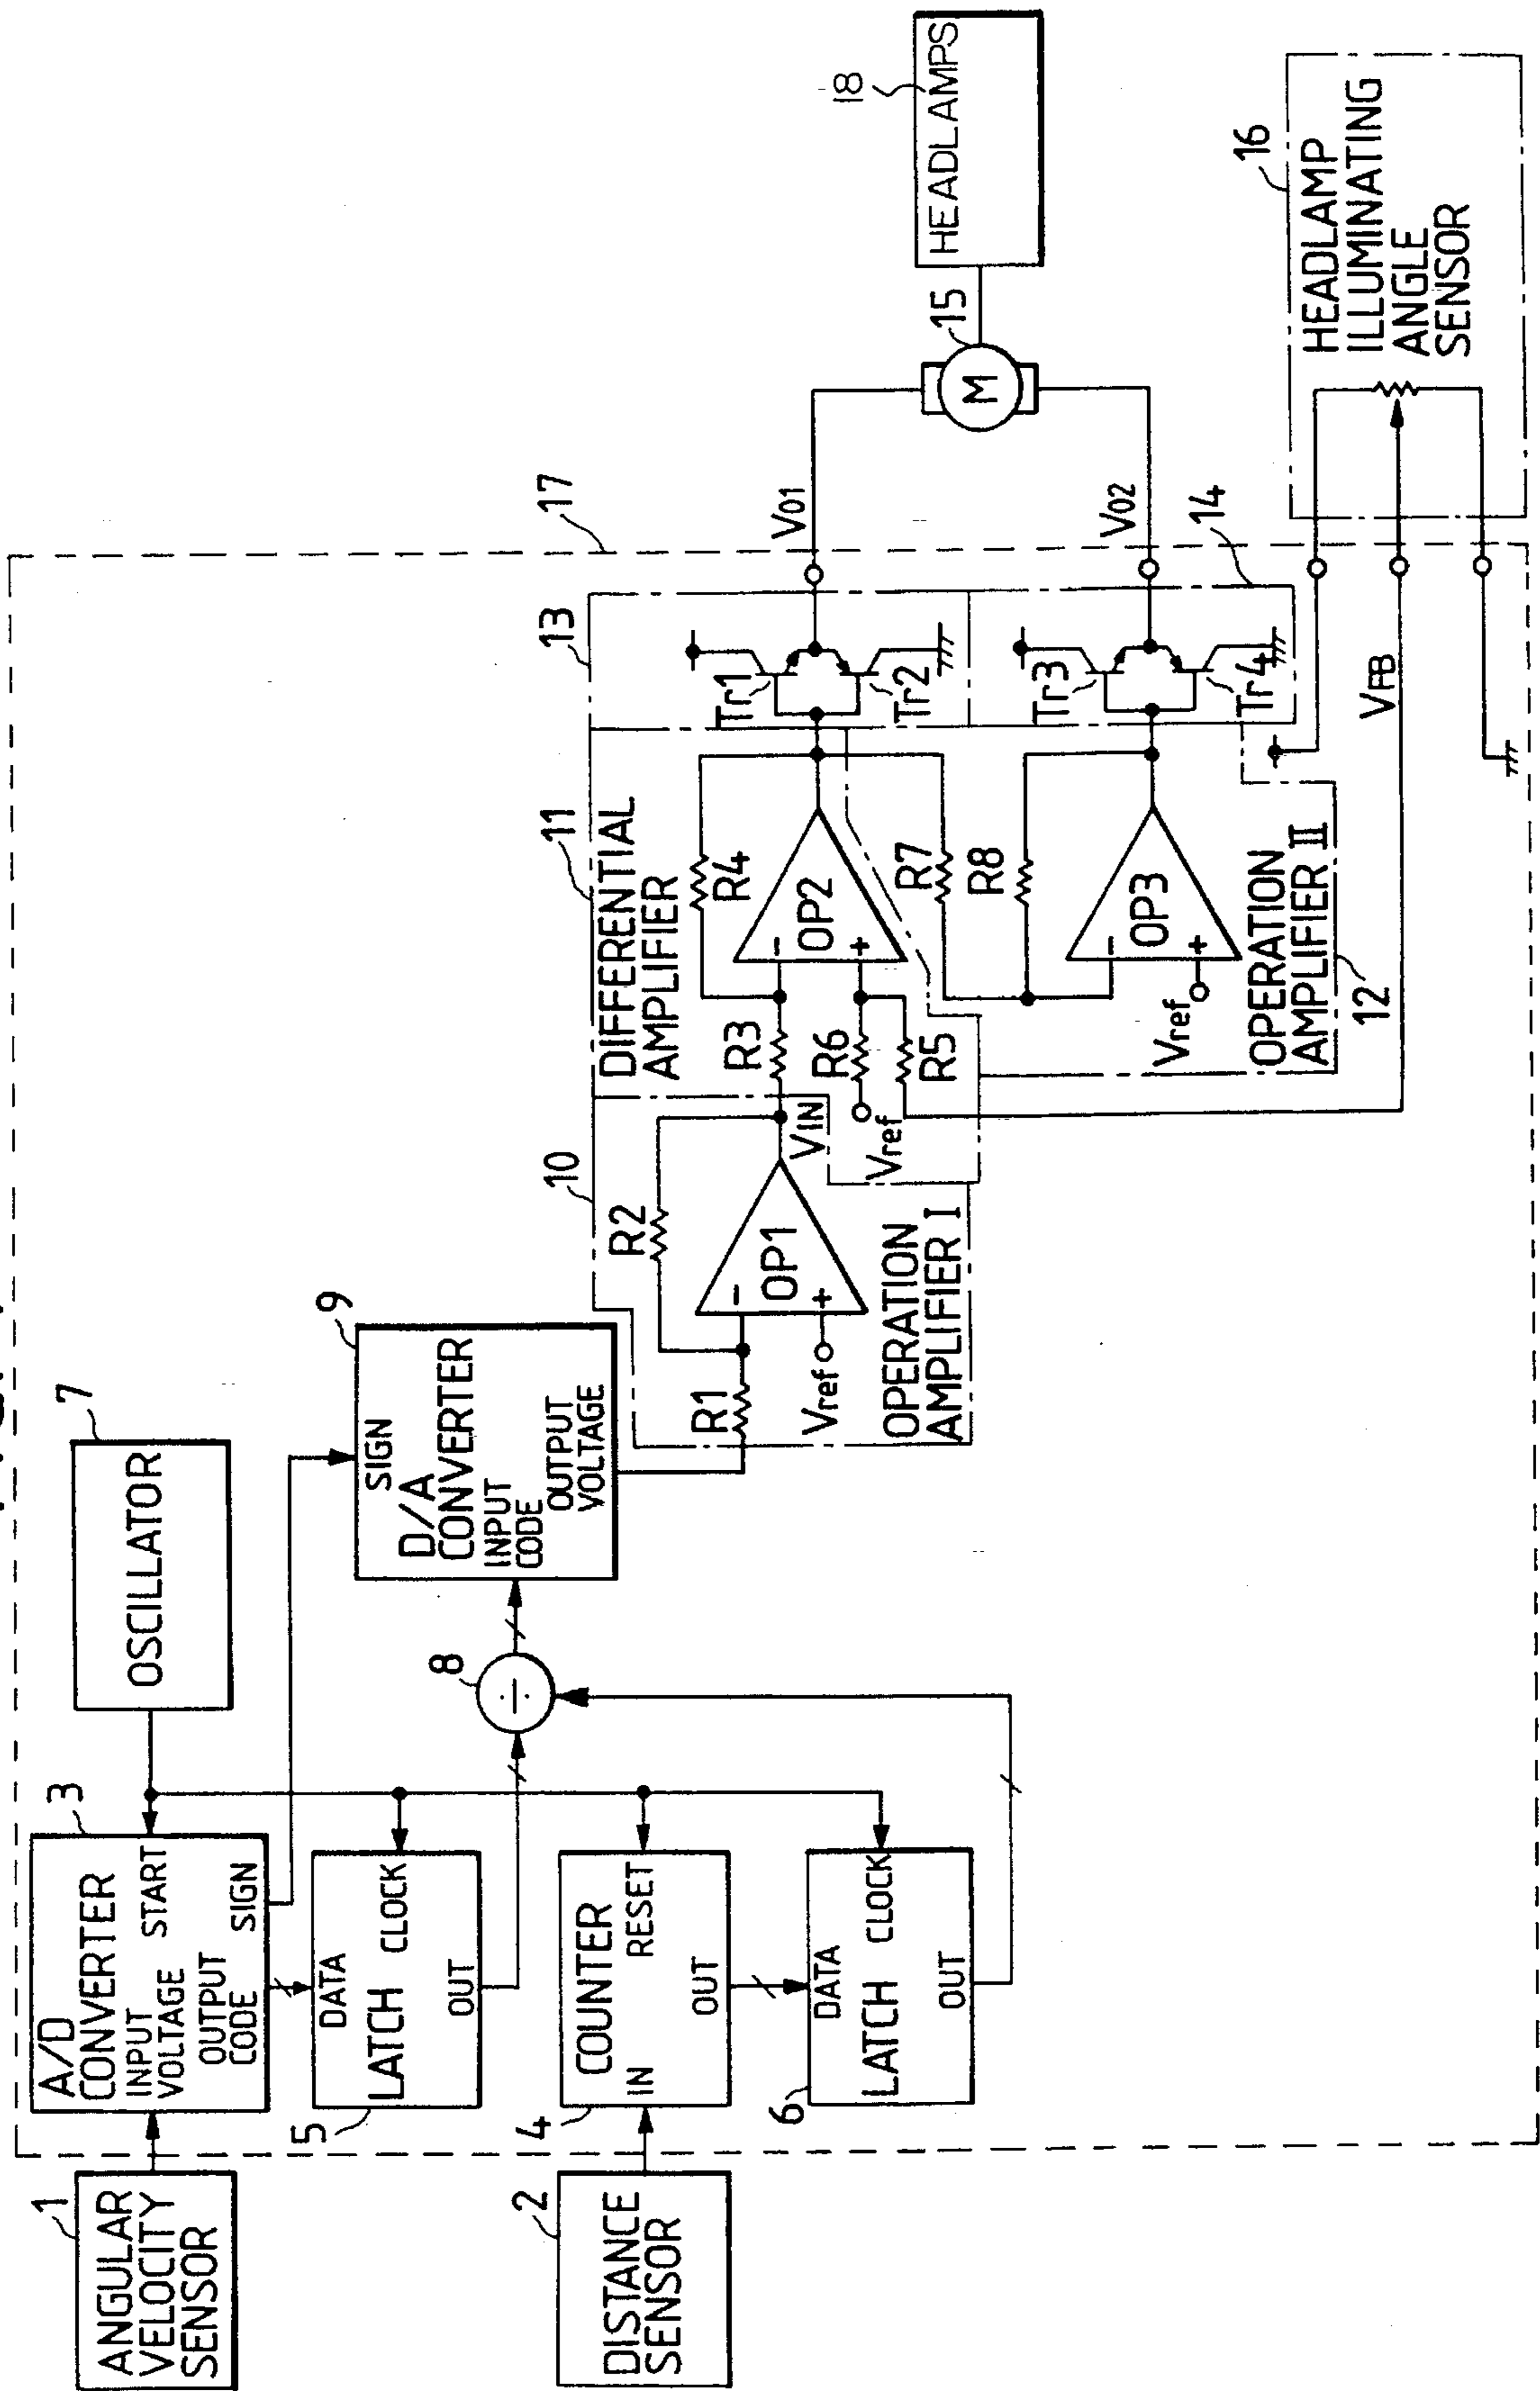 1
ANGULAR
VELOCITY
SENSOR
2
DISTANCE
SENSOR
3
A/D
CONVERTER
INPUT
VOLTAGE
START
OUTPUT
CODE
SIGN
5
DATA
LATCH
CLOCK
OUT
4
COUNTER
IN
RESET
OUT
6
DATA
LATCH
CLOCK
OUT
7
OSCILLATOR
8
÷
9
SIGN
D/A
CONVERTER
INPUT
CODE
OUTPUT
VOLTAGE
10
R1
R2
-
OP1
+
Vref
VIN
OPERATION
AMPLIFIER I
11
DIFFERENTIAL
AMPLIFIER
R3
R4
-
OP2
+
R6
Vref
R5
R7
R8
-
OP3
+
Vref
OPERATION
AMPLIFIER II
12
13
Tr1
Tr2
Tr3
Tr4
14
17
V01
V02
VFB
15
M
18
HEADLAMPS
16
HEADLAMP
ILLUMINATING
ANGLE
SENSOR